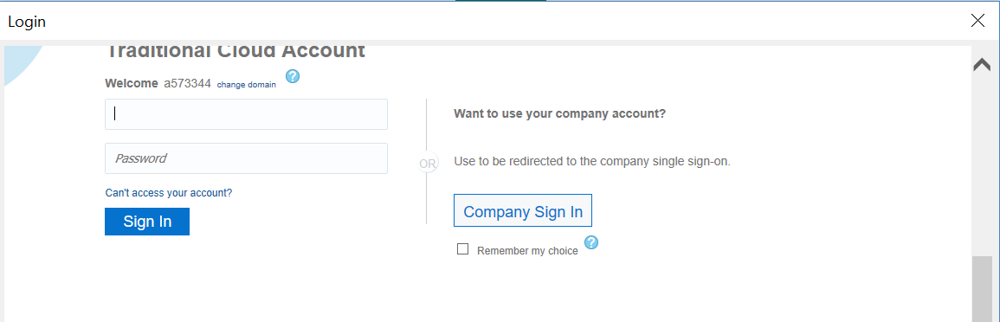 Login
Traditional Cloud Account
Welcome a573344 change domain ?
Password
Can't access your account?
Sign In
OR
Want to use your company account?
Use to be redirected to the company single sign-on.
Company Sign In
Remember my choice ?